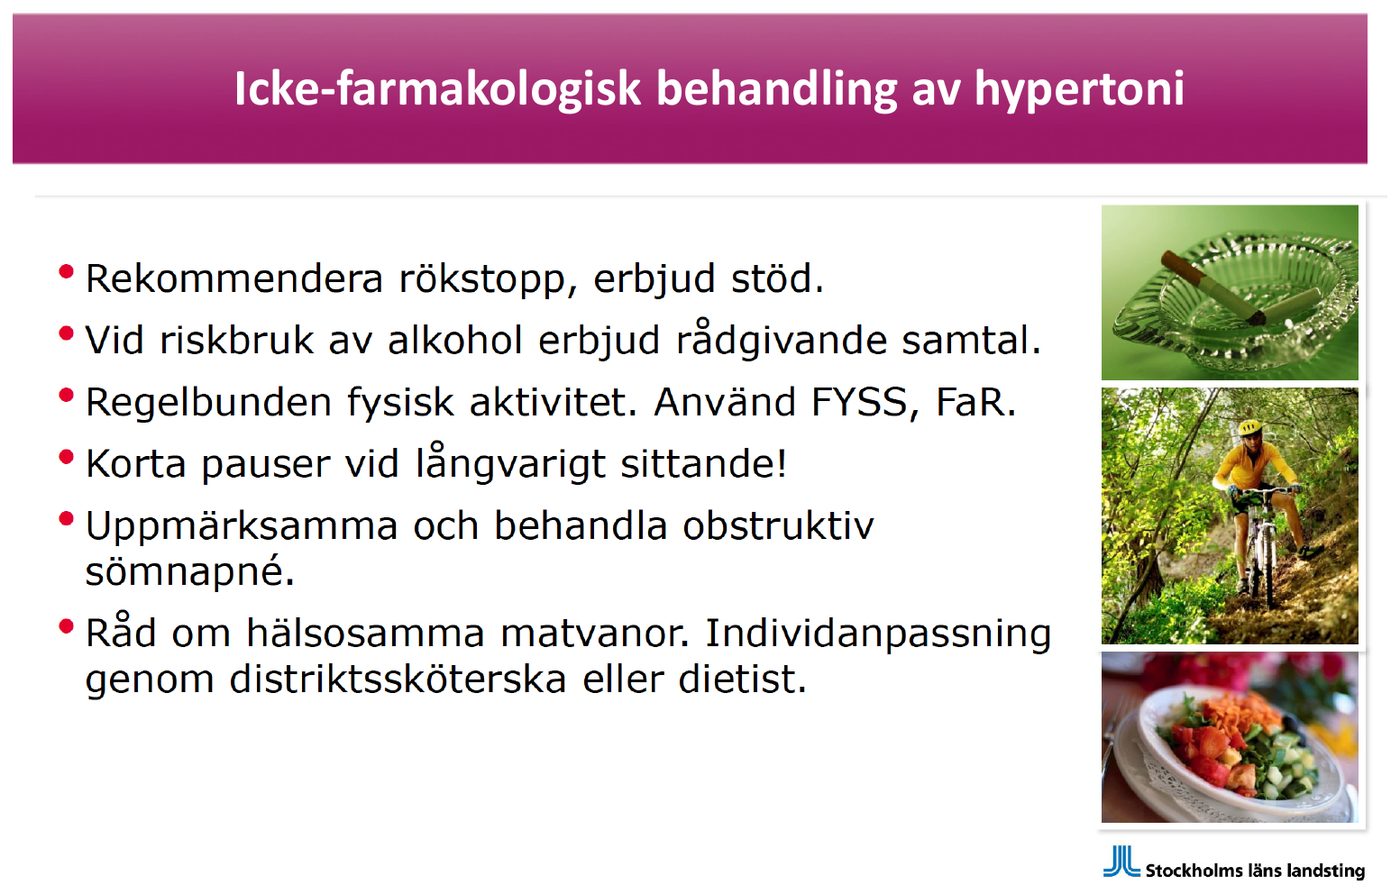 Icke-farmakologisk behandling av hypertoni
• Rekommendera rökstopp, erbjud stöd.
• Vid riskbruk av alkohol erbjud rådgivande samtal.
• Regelbunden fysisk aktivitet. Använd FYSS, FaR.
• Korta pauser vid långvarigt sittande!
• Uppmärksamma och behandla obstruktiv
sömnapné.
• Råd om hälsosamma matvanor. Individanpassning
genom distriktssköterska eller dietist.
Stockholms läns landsting